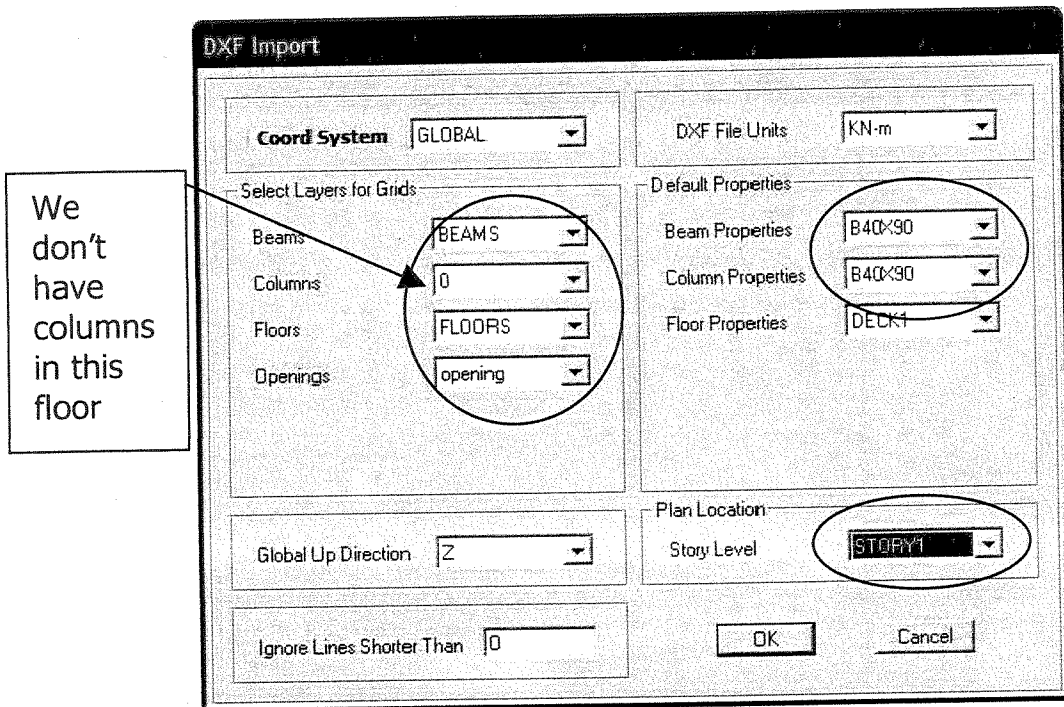 DXF Import
Coord System GLOBAL
DXF File Units KN-m
We
don't
have
columns
in this
floor
Select Layers for Grids
Beams BEAMS
Columns 0
Floors FLOORS
Openings opening
Default Properties
Beam Properties B40X90
Column Properties B40X90
Floor Properties DECK1
Global Up Direction Z
Plan Location
Story Level STORY1
Ignore Lines Shorter Than 0
OK Cancel